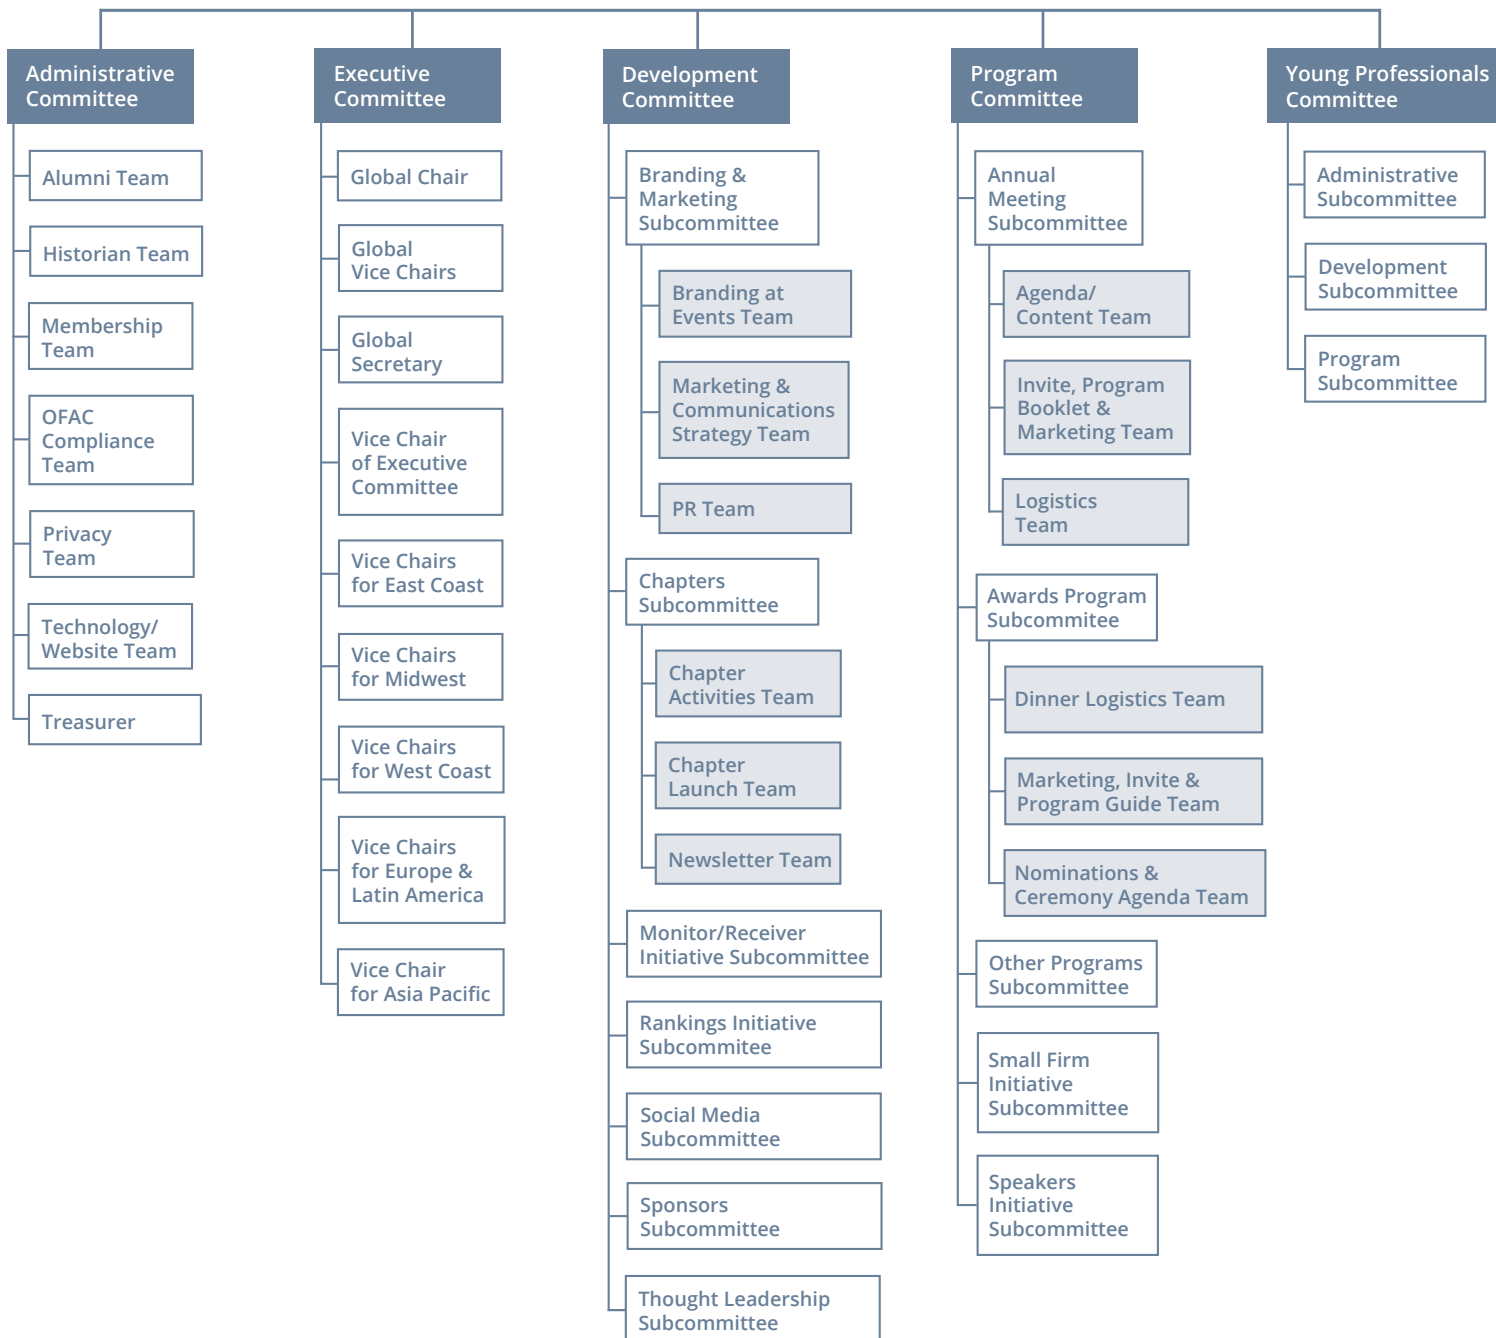 Administrative
Committee
Alumni Team
Historian Team
Membership
Team
OFAC
Compliance
Team
Privacy
Team
Technology/
Website Team
Treasurer
Executive
Committee
Global Chair
Global
Vice Chairs
Global
Secretary
Vice Chair
of Executive
Committee
Vice Chairs
for East Coast
Vice Chairs
for Midwest
Vice Chairs
for West Coast
Vice Chairs
for Europe &
Latin America
Vice Chair
for Asia Pacific
Development
Committee
Branding &
Marketing
Subcommittee
Branding at
Events Team
Marketing &
Communications
Strategy Team
PR Team
Chapters
Subcommittee
Chapter
Activities Team
Chapter
Launch Team
Newsletter Team
Monitor/Receiver
Initiative Subcommittee
Rankings Initiative
Subcommitee
Social Media
Subcommittee
Sponsors
Subcommittee
Thought Leadership
Subcommittee
Program
Committee
Annual
Meeting
Subcommittee
Agenda/
Content Team
Invite, Program
Booklet &
Marketing Team
Logistics
Team
Awards Program
Subcommitee
Dinner Logistics Team
Marketing, Invite &
Program Guide Team
Nominations &
Ceremony Agenda Team
Other Programs
Subcommittee
Small Firm
Initiative
Subcommittee
Speakers
Initiative
Subcommittee
Young Professionals
Committee
Administrative
Subcommittee
Development
Subcommittee
Program
Subcommittee